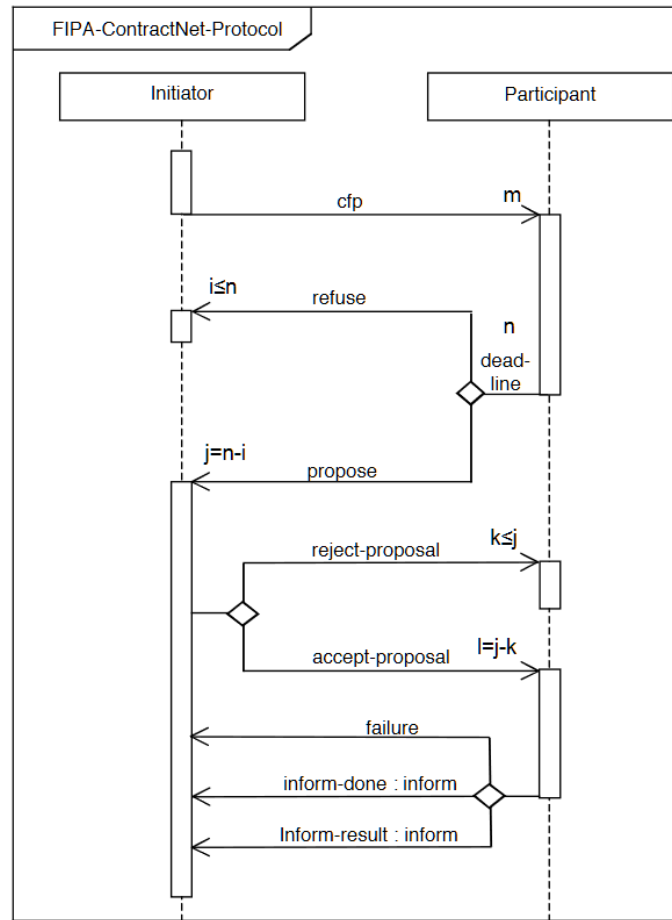 FIPA-ContractNet-Protocol
Initiator
Participant
cfp
m
i≤n
refuse
n
dead-
line
j=n-i
propose
reject-proposal
k≤j
accept-proposal
l=j-k
failure
inform-done : inform
Inform-result : inform